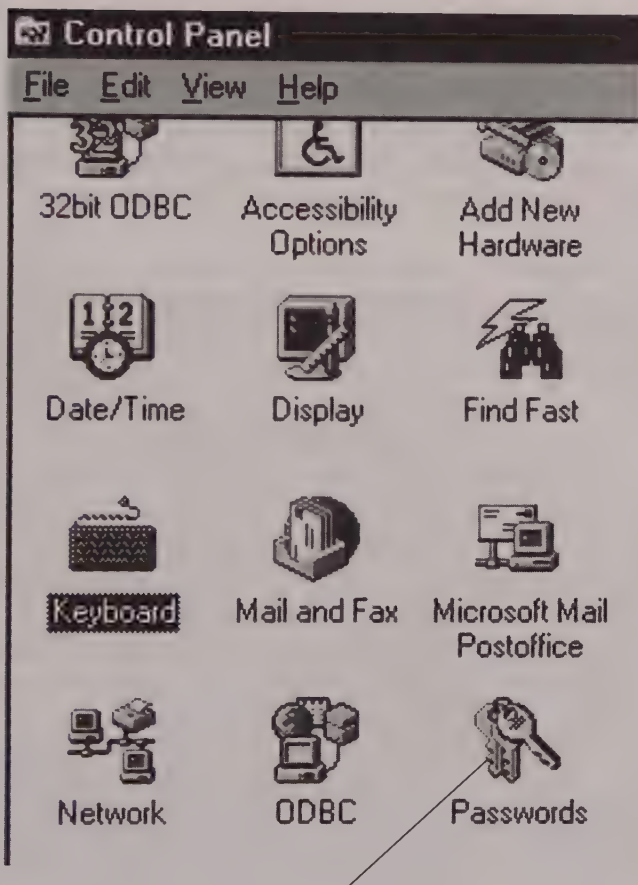 Control Panel
File Edit View Help
32
32bit ODBC Accessibility Options Add New Hardware
1 2
Date/Time Display Find Fast
Keyboard Mail and Fax Microsoft Mail Postoffice
Network ODBC Passwords